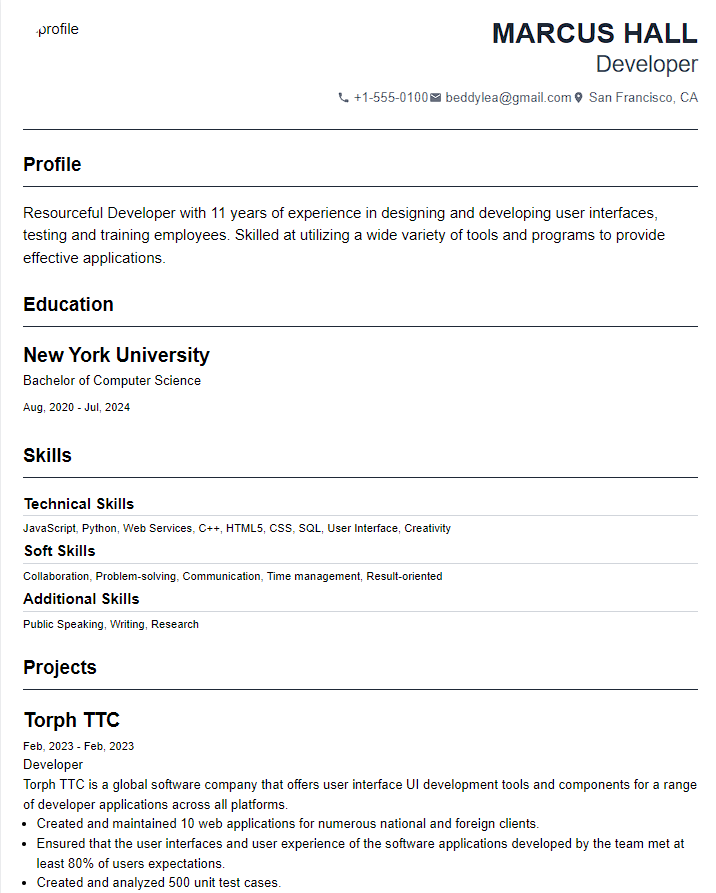 profile
MARCUS HALL
Developer
+1-555-0100 beddylea@gmail.com San Francisco, CA
Profile
Resourceful Developer with 11 years of experience in designing and developing user interfaces,
testing and training employees. Skilled at utilizing a wide variety of tools and programs to provide
effective applications.
Education
New York University
Bachelor of Computer Science
Aug, 2020 - Jul, 2024
Skills
Technical Skills
JavaScript, Python, Web Services, C++, HTML5, CSS, SQL, User Interface, Creativity
Soft Skills
Collaboration, Problem-solving, Communication, Time management, Result-oriented
Additional Skills
Public Speaking, Writing, Research
Projects
Torph TTC
Feb, 2023 - Feb, 2023
Developer
Torph TTC is a global software company that offers user interface UI development tools and components for a range
of developer applications across all platforms.
• Created and maintained 10 web applications for numerous national and foreign clients.
• Ensured that the user interfaces and user experience of the software applications developed by the team met at
least 80% of users expectations.
• Created and analyzed 500 unit test cases.